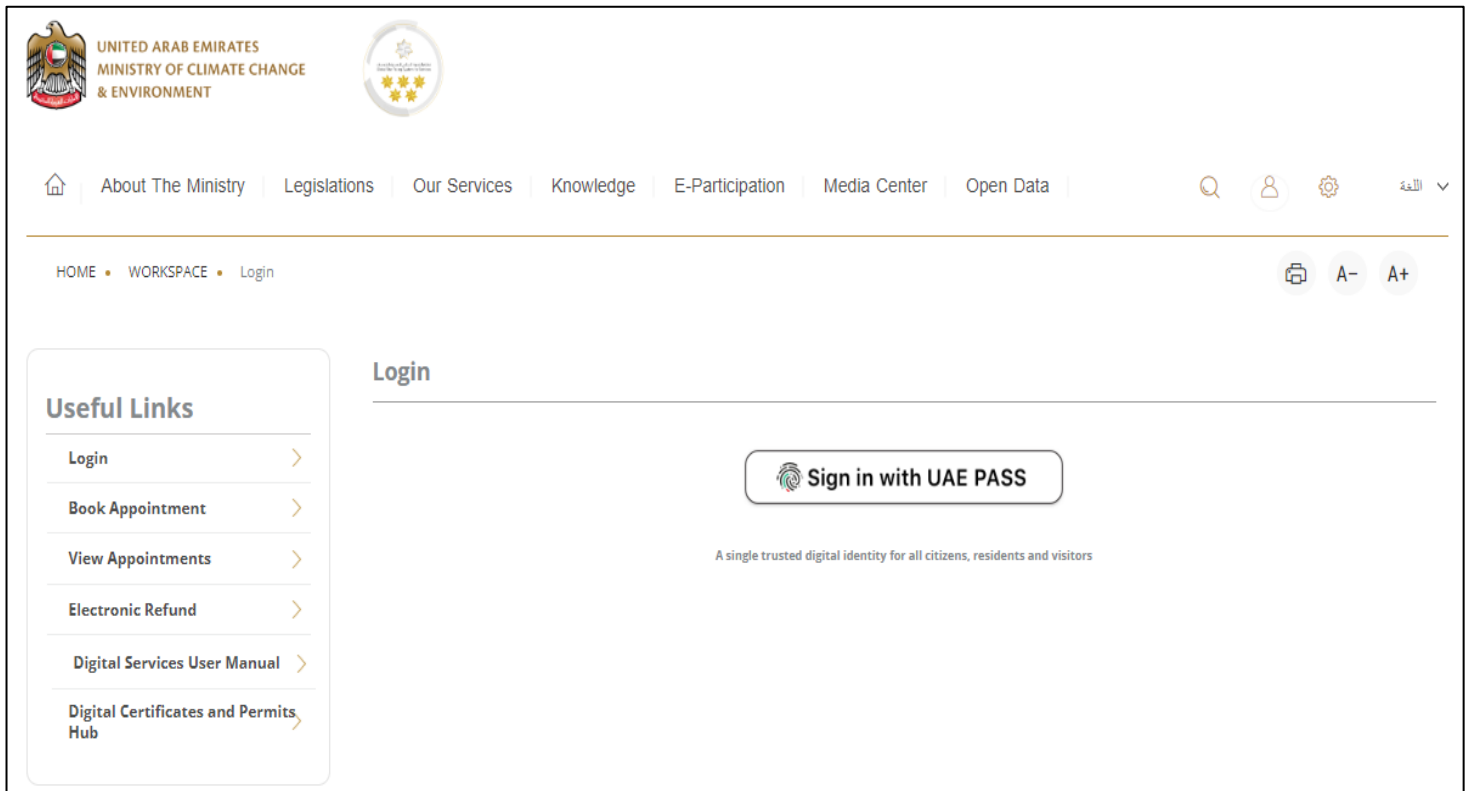 UNITED ARAB EMIRATES
MINISTRY OF CLIMATE CHANGE
& ENVIRONMENT
About The Ministry
Legislations
Our Services
Knowledge
E-Participation
Media Center
Open Data
اللغة
HOME • WORKSPACE • Login
A- A+
Useful Links
Login
Book Appointment
View Appointments
Electronic Refund
Digital Services User Manual
Digital Certificates and Permits
Hub
Login
Sign in with UAE PASS
A single trusted digital identity for all citizens, residents and visitors